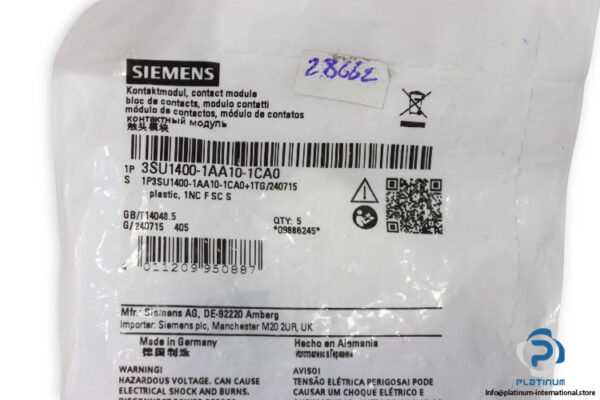 SIEMENS
28662
Kontaktmodul, contact module
bloc de contacts, modulo contatti
módulo de contactos, módulo de contatos
контактный модуль
触头模块
1P 3SU1400-1AA10-1CA0
S 1P3SU1400-1AA10-1CA0+1TG/240715
plastic, 1NC F SC S
GB/T14048.5
G/240715 405
QTY: 5
*09886245*
4 011209 950887
Mfr.: Siemens AG, DE-92220 Amberg
Importer: Siemens plc, Manchester M20 2UR, UK
Made in Germany
Hecho en Alemania
德国制造
WARNING!
AVISO!
HAZARDOUS VOLTAGE. CAN CAUSE
TENSÃO ELÉTRICA PERIGOSA! PODE
ELECTRICAL SHOCK AND BURNS.
CAUSAR UM CHOQUE ELÉTRICO E
PLATINUM
INTERNATIONAL
info@platinum-international.store